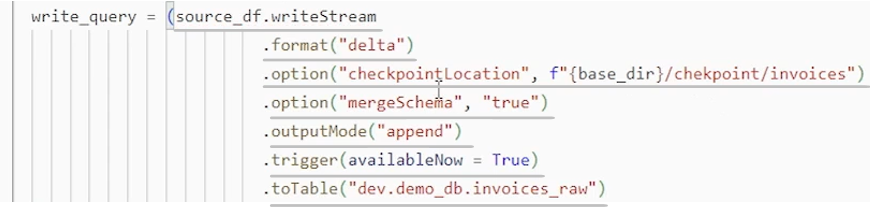 write_query = (source_df.writeStream
.format("delta")
.option("checkpointLocation", f"{base_dir}/chekpoint/invoices")
.option("mergeSchema", "true")
.outputMode("append")
.trigger(availableNow = True)
.toTable("dev.demo_db.invoices_raw")